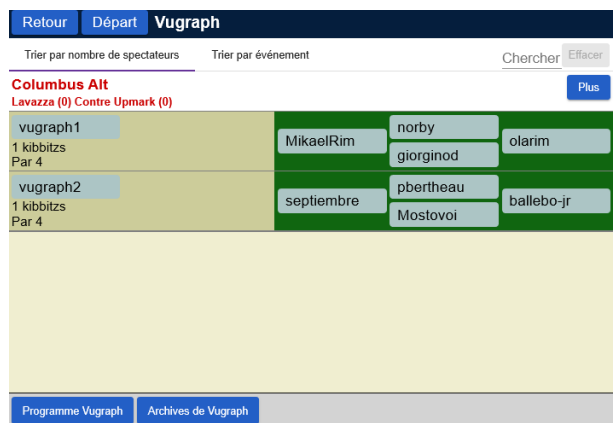 Retour Départ Vugraph
Trier par nombre de spectateurs Trier par événement Chercher Effacer
Columbus Alt Plus
Lavazza (0) Contre Upmark (0)
vugraph1
1 kibbitzs
Par 4
MikaelRim
norby
giorginod
olarim
vugraph2
1 kibbitzs
Par 4
septiembre
pbertheau
Mostovoi
ballebo-jr
Programme Vugraph Archives de Vugraph